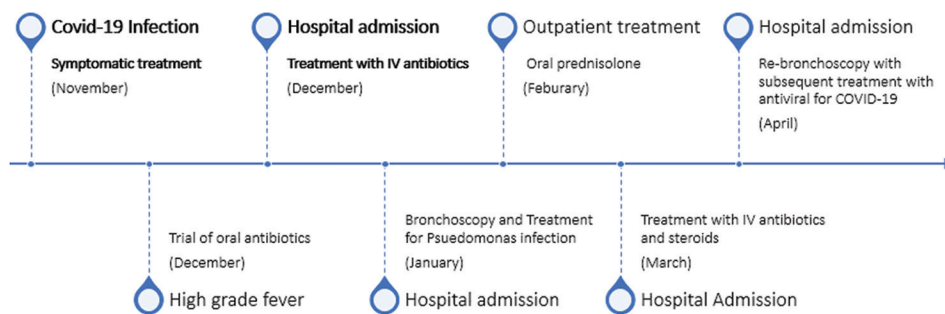 Covid-19 Infection
Symptomatic treatment
(November)
Hospital admission
Treatment with IV antibiotics
(December)
Outpatient treatment
Oral prednisolone
(Feburary)
Hospital admission
Re-bronchoscopy with
subsequent treatment with
antiviral for COVID-19
(April)
Trial of oral antibiotics
(December)
High grade fever
Bronchoscopy and Treatment
for Psuedomonas infection
(January)
Hospital admission
Treatment with IV antibiotics
and steroids
(March)
Hospital Admission